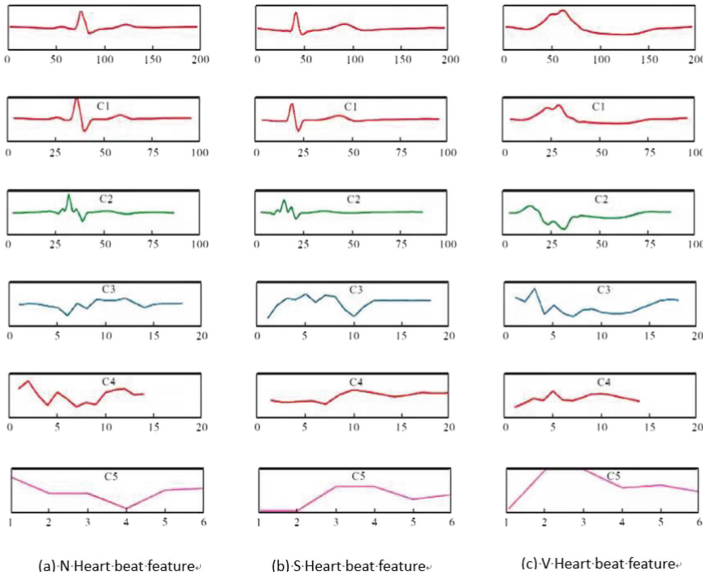 0 50 100 150 200 0 50 100 150 200 0 50 100 150 200
C1 C1 C1
0 25 50 75 100 0 25 50 75 100 0 25 50 75 100
C2 C2 C2
0 25 50 75 100 0 25 50 75 100 0 25 50 75 100
C3 C3 C3
0 5 10 15 20 0 5 10 15 20 0 5 10 15 20
C4 C4 C4
0 5 10 15 20 0 5 10 15 20 0 5 10 15 20
C5 C5 C5
1 2 3 4 5 6 1 2 3 4 5 6 1 2 3 4 5 6
(a)·N·Heart·beat·feature (b)·S·Heart·beat·feature (c)·V·Heart·beat·feature